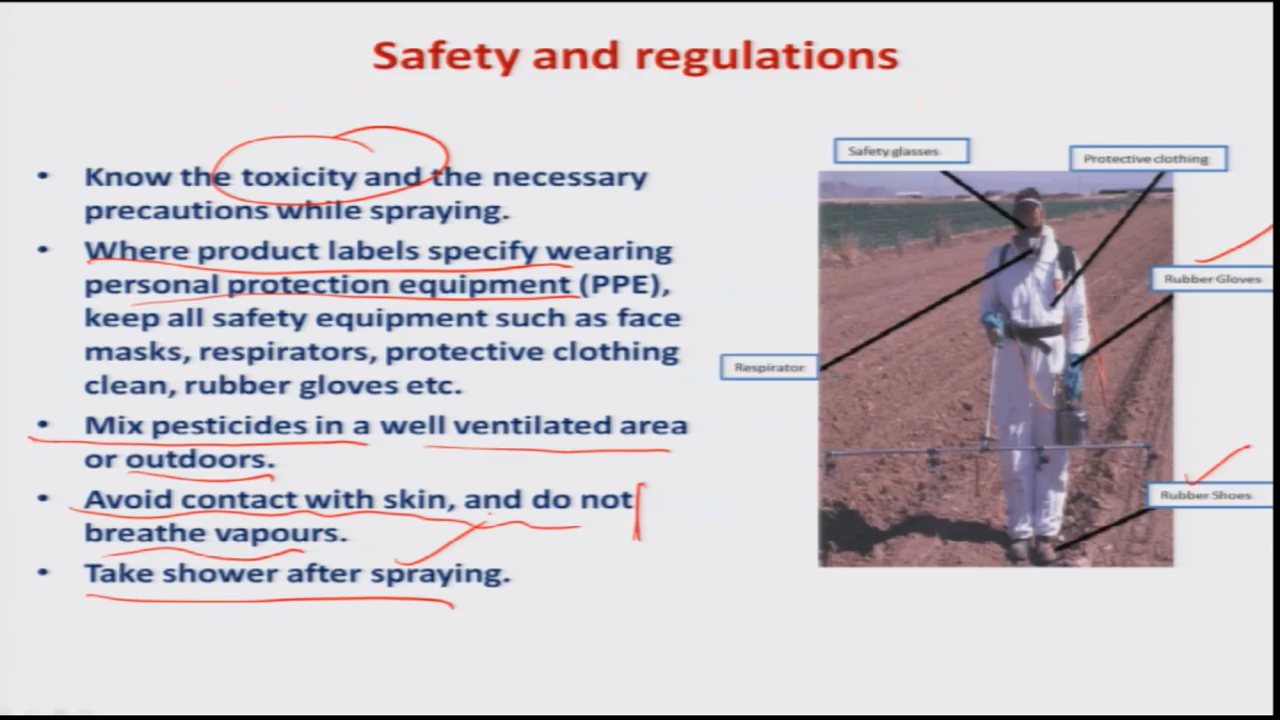 Safety and regulations
• Know the toxicity and the necessary
precautions while spraying.
• Where product labels specify wearing
personal protection equipment (PPE),
keep all safety equipment such as face
masks, respirators, protective clothing
clean, rubber gloves etc.
• Mix pesticides in a well ventilated area
or outdoors.
• Avoid contact with skin, and do not
breathe vapours.
• Take shower after spraying.
Safety glasses
Protective clothing
Rubber Gloves
Respirator
Rubber Shoes